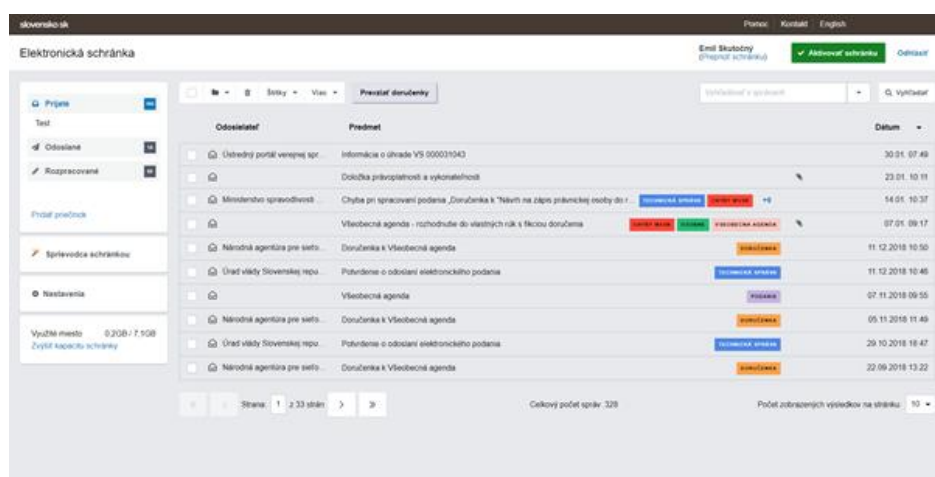 slovensko.sk
Pomoc Kontakt English
Elektronická schránka
Emil Skutočný
(Prepnúť schránku)
Aktivovať schránku
Odhlásiť
Prijaté
Test
Odoslané
Rozpracované
Pridať priečinok
Sprievodca schránkou
Nastavenia
Využité miesto 0.2GB / 7.1GB
Zvýšiť kapacitu schránky
Štítky Viac Prevziať doručenky
Vyhľadávať v správach
Vyhľadať
Odosielateľ Predmet Dátum
Ústredný portál verejnej spr... Informácia o úhrade VS 000031043 30.01. 07:49
Doložka právoplatnosti a vykonateľnosti 23.01. 10:11
Ministerstvo spravodlivosti ... Chyba pri spracovaní podania „Doručenka k "Návrh na zápis právnickej osoby do r... TECHNICKÁ SPRÁVA 14.01. 10:37
Všeobecná agenda - rozhodnutie do vlastných rúk s fikciou doručenia VŠEOBECNÁ AGENDA 07.01. 09:17
Národná agentúra pre sieťo... Doručenka k Všeobecná agenda DORUČENKA 11.12.2018 10:50
Úrad vlády Slovenskej repu... Potvrdenie o odoslaní elektronického podania TECHNICKÁ SPRÁVA 11.12.2018 10:46
Všeobecná agenda PODANIE 07.11.2018 09:55
Národná agentúra pre sieťo... Doručenka k Všeobecná agenda DORUČENKA 05.11.2018 11:49
Úrad vlády Slovenskej repu... Potvrdenie o odoslaní elektronického podania TECHNICKÁ SPRÁVA 29.10.2018 18:47
Národná agentúra pre sieťo... Doručenka k Všeobecná agenda DORUČENKA 22.09.2018 13:22
Strana: 1 z 33 strán
Celkový počet správ: 328
Počet zobrazených výsledkov na stránku: 10